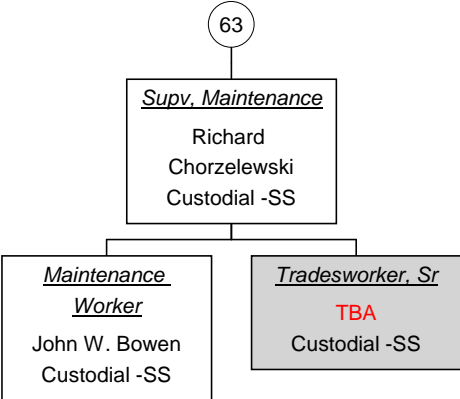 63
Supv, Maintenance
Richard
Chorzelewski
Custodial -SS
Maintenance
Worker
John W. Bowen
Custodial -SS
Tradesworker, Sr
TBA
Custodial -SS